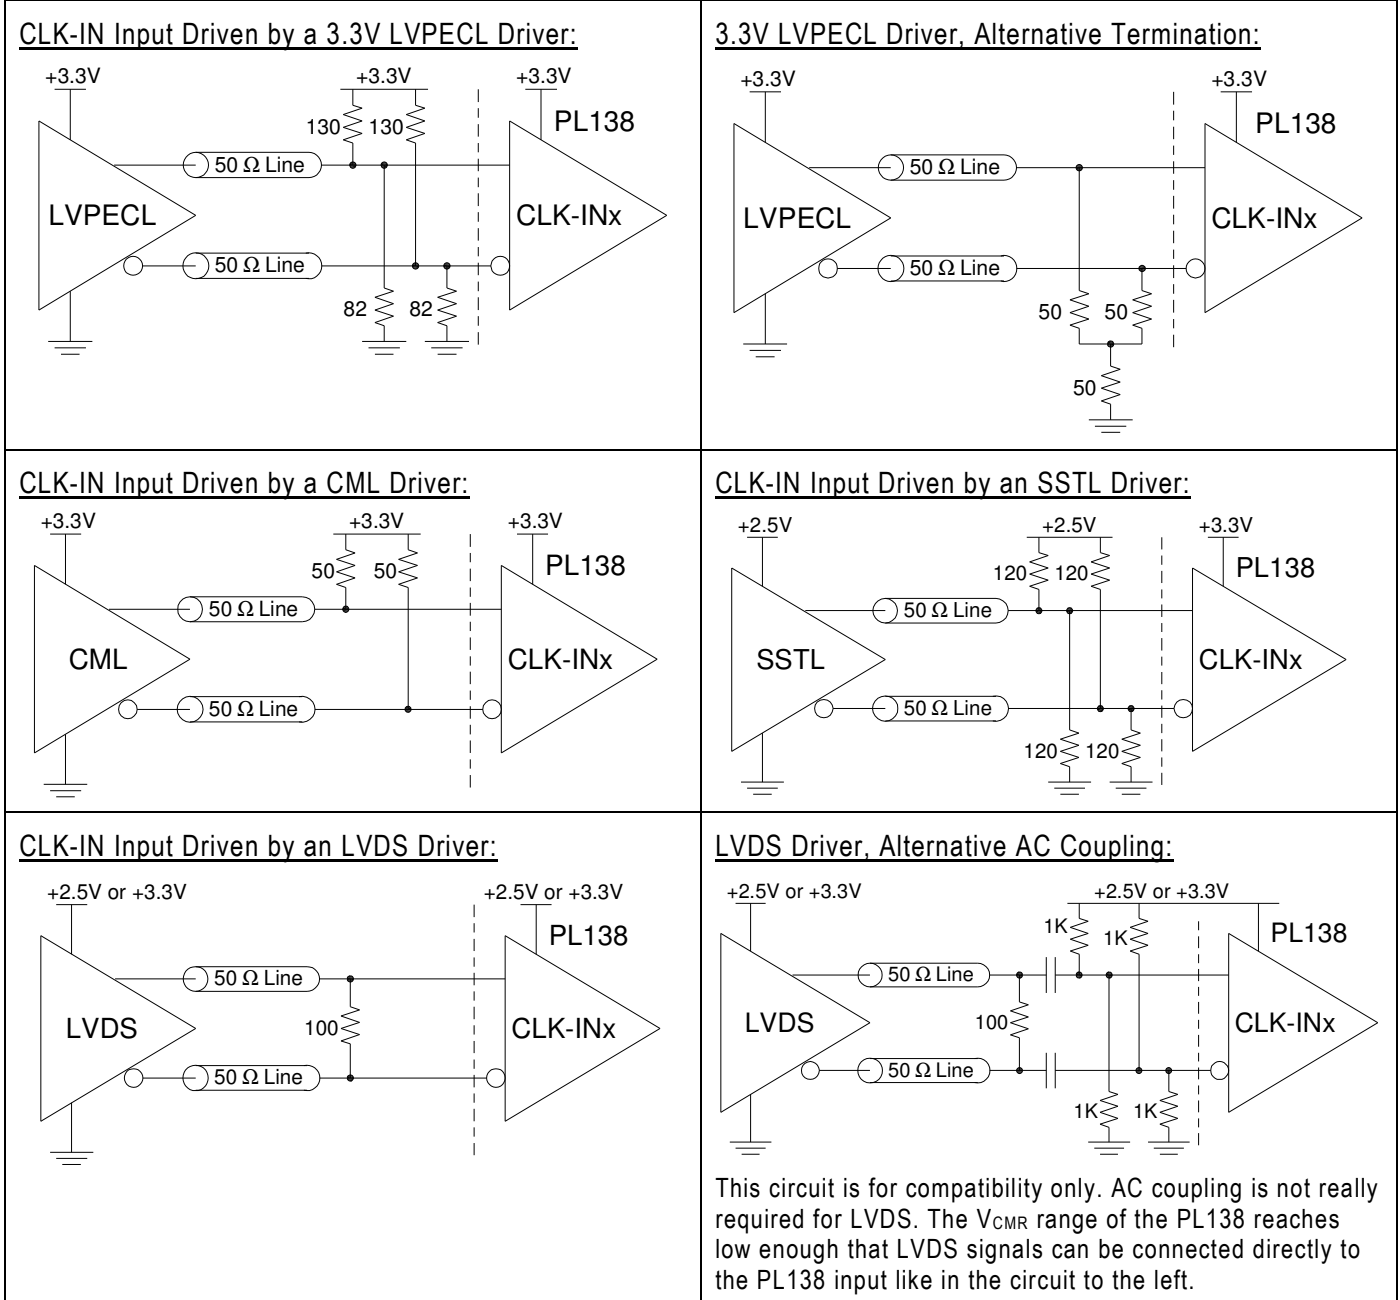 CLK-IN Input Driven by a 3.3V LVPECL Driver:
+3.3V
+3.3V
+3.3V
130
130
PL138
50 Ω Line
LVPECL
CLK-INx
50 Ω Line
82
82
3.3V LVPECL Driver, Alternative Termination:
+3.3V
+3.3V
PL138
50 Ω Line
LVPECL
CLK-INx
50 Ω Line
50
50
50
CLK-IN Input Driven by a CML Driver:
+3.3V
+3.3V
+3.3V
50
50
PL138
50 Ω Line
CML
CLK-INx
50 Ω Line
CLK-IN Input Driven by an SSTL Driver:
+2.5V
+2.5V
+3.3V
120
120
PL138
50 Ω Line
SSTL
CLK-INx
50 Ω Line
120
120
CLK-IN Input Driven by an LVDS Driver:
+2.5V or +3.3V
+2.5V or +3.3V
PL138
50 Ω Line
LVDS
100
CLK-INx
50 Ω Line
LVDS Driver, Alternative AC Coupling:
+2.5V or +3.3V
+2.5V or +3.3V
1K
1K
PL138
50 Ω Line
LVDS
100
CLK-INx
50 Ω Line
1K
1K
This circuit is for compatibility only. AC coupling is not really
required for LVDS. The VCMR range of the PL138 reaches
low enough that LVDS signals can be connected directly to
the PL138 input like in the circuit to the left.